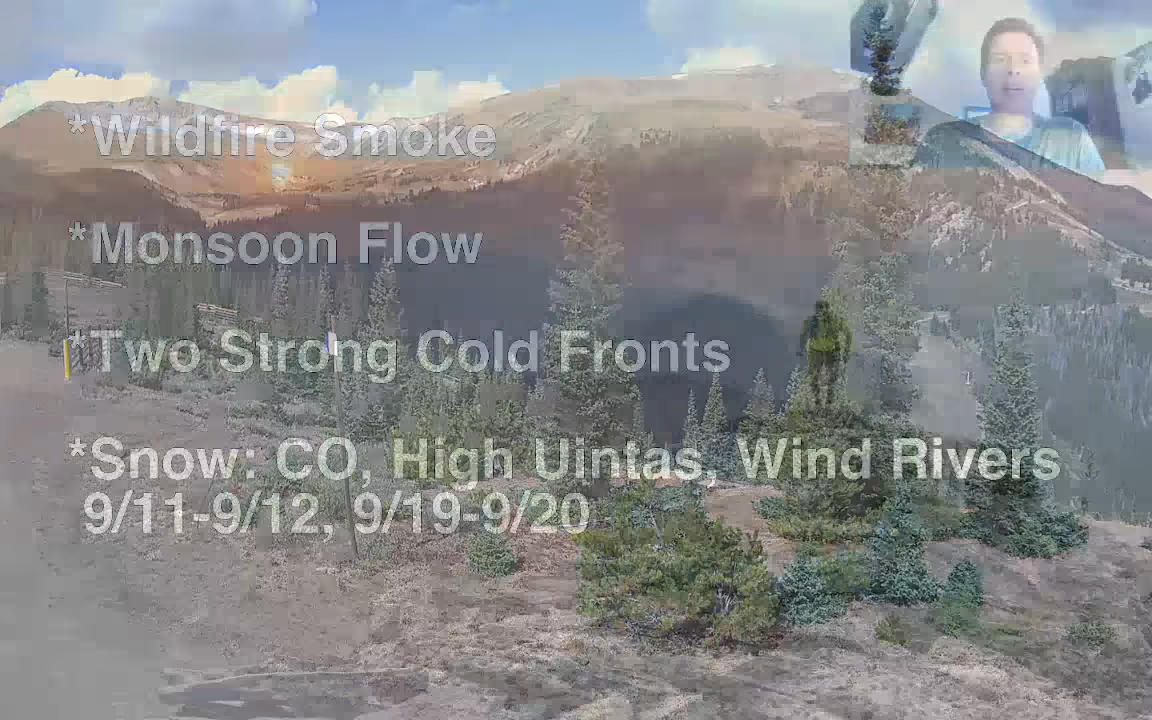 *Wildfire Smoke
*Monsoon Flow
*Two Strong Cold Fronts
*Snow: CO, High Uintas, Wind Rivers
9/11-9/12, 9/19-9/20